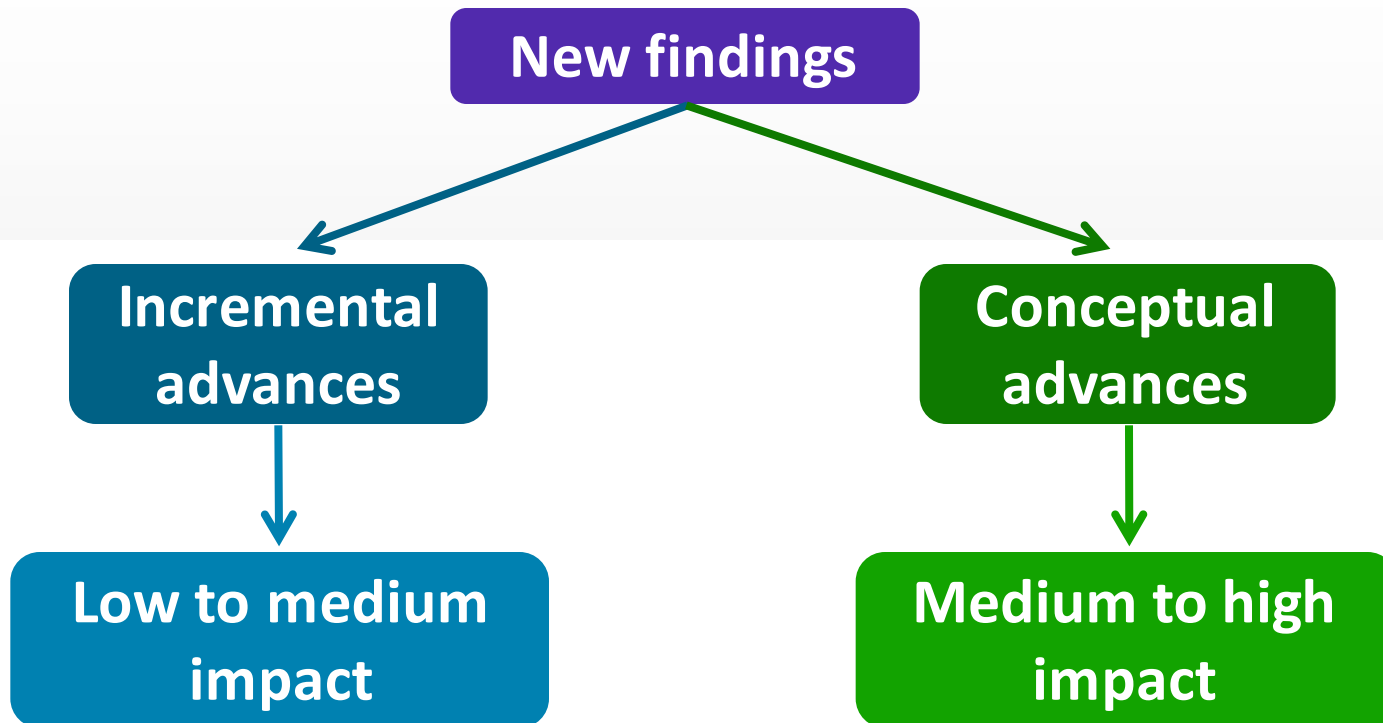 New findings
Incremental
advances
Conceptual
advances
Low to medium
impact
Medium to high
impact